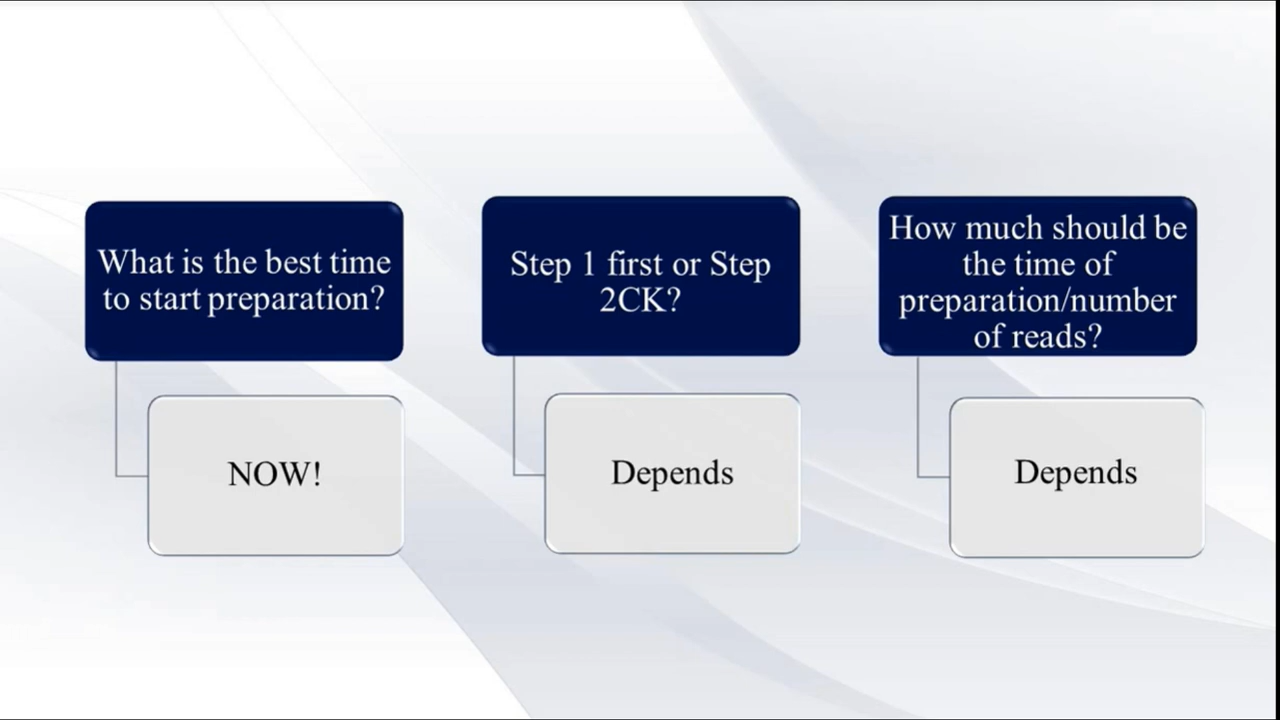 What is the best time
to start preparation?
NOW!
Step 1 first or Step
2CK?
Depends
How much should be
the time of
preparation/number
of reads?
Depends